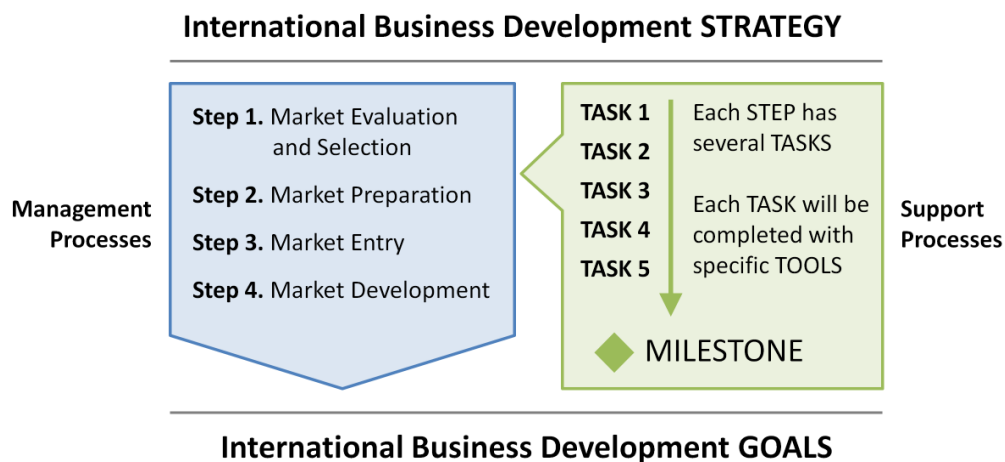 International Business Development STRATEGY
Management
Processes
Step 1. Market Evaluation
and Selection
Step 2. Market Preparation
Step 3. Market Entry
Step 4. Market Development
TASK 1
TASK 2
TASK 3
TASK 4
TASK 5
Each STEP has
several TASKS
Each TASK will be
completed with
specific TOOLS
MILESTONE
Support
Processes
International Business Development GOALS